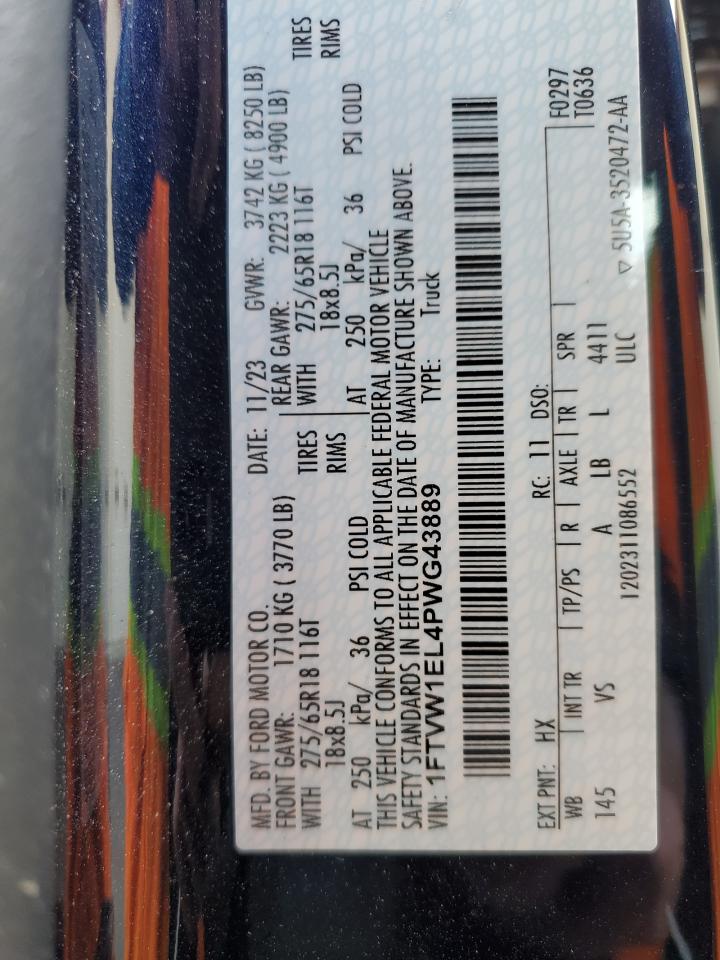 MFD. BY FORD MOTOR CO. DATE: 11/23 GVWR: 3742 KG ( 8250 LB)
FRONT GAWR: 1710 KG ( 3770 LB) REAR GAWR: 2223 KG ( 4900 LB)
WITH 275/65R18 116T TIRES WITH 275/65R18 116T TIRES
18x8.5J RIMS 18x8.5J RIMS
AT 250 kPa/ 36 PSI COLD AT 250 kPa/ 36 PSI COLD
THIS VEHICLE CONFORMS TO ALL APPLICABLE FEDERAL MOTOR VEHICLE
SAFETY STANDARDS IN EFFECT ON THE DATE OF MANUFACTURE SHOWN ABOVE.
VIN: 1FTVW1EL4PWG43889 TYPE: Truck
EXT PNT: HX RC: 11 DSO: F0297
WB INT TR TP/PS R AXLE TR SPR T0636
145 VS A LB L 4411
ULC
1202311086552 ▽ 5U5A-3520472-AA